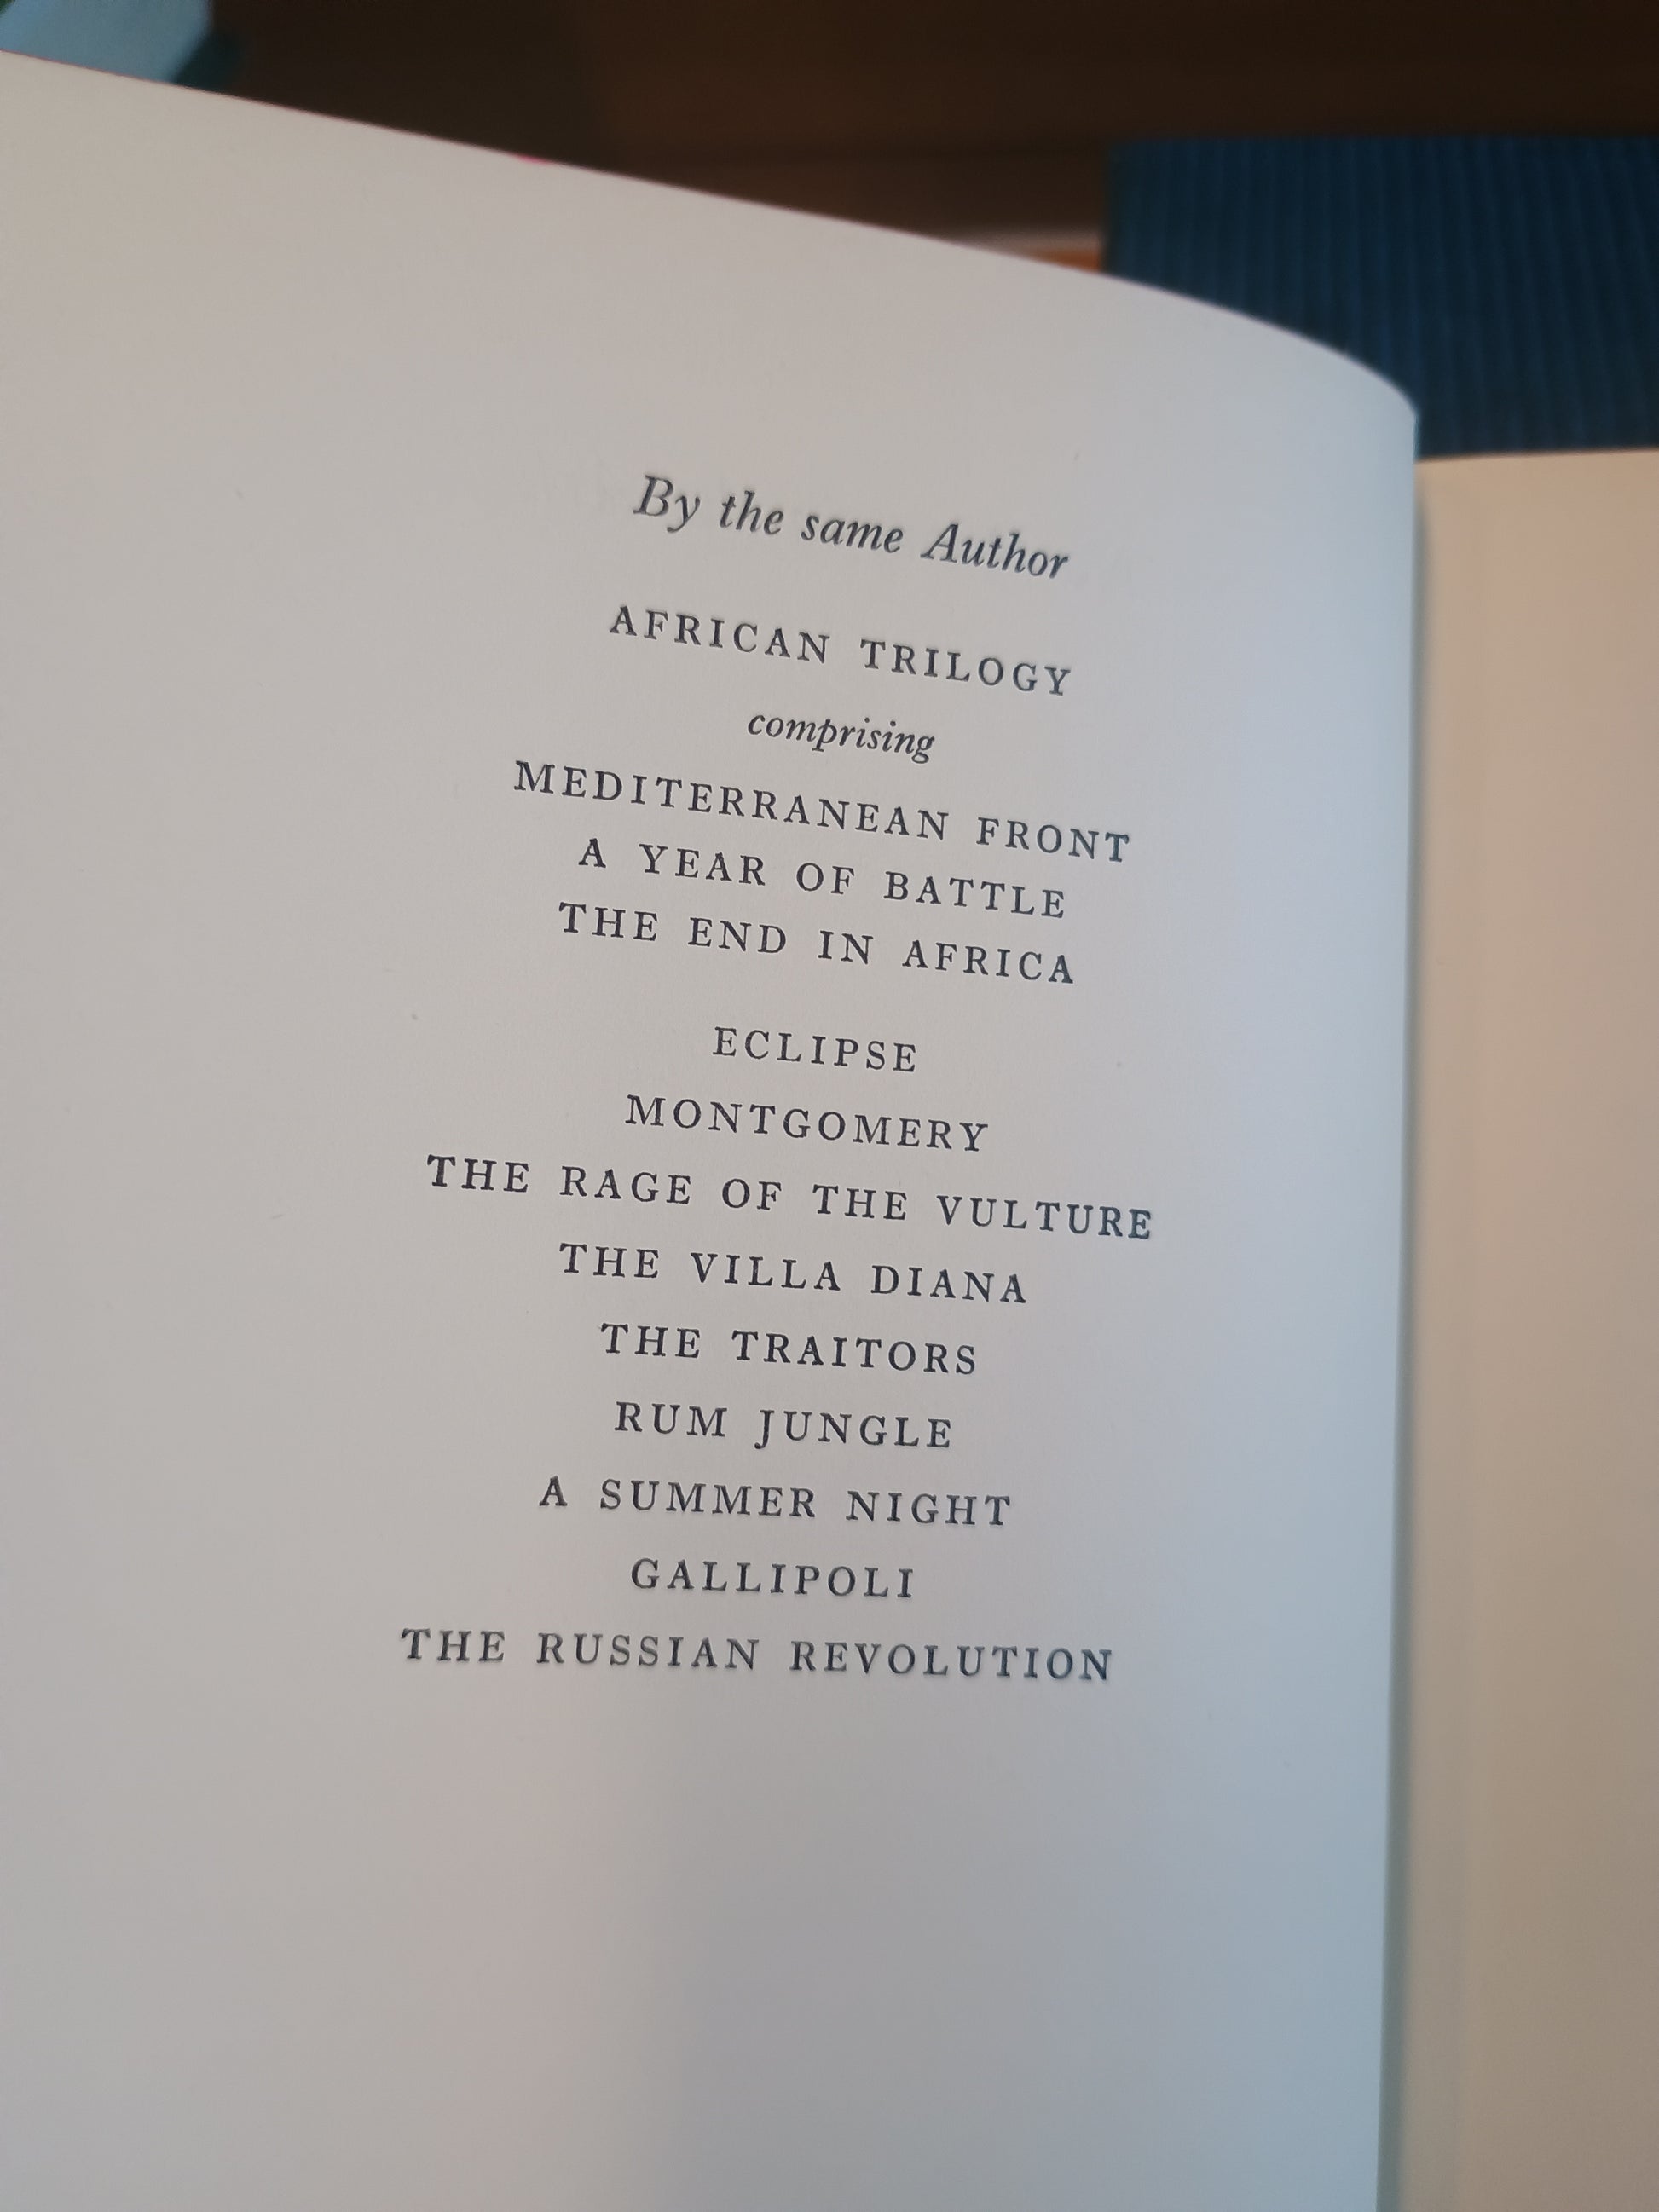 By the same Author
AFRICAN TRILOGY
comprising
MEDITERRANEAN FRONT
A YEAR OF BATTLE
THE END IN AFRICA
ECLIPSE
MONTGOMERY
THE RAGE OF THE VULTURE
THE VILLA DIANA
THE TRAITORS
RUM JUNGLE
A SUMMER NIGHT
GALLIPOLI
THE RUSSIAN REVOLUTION